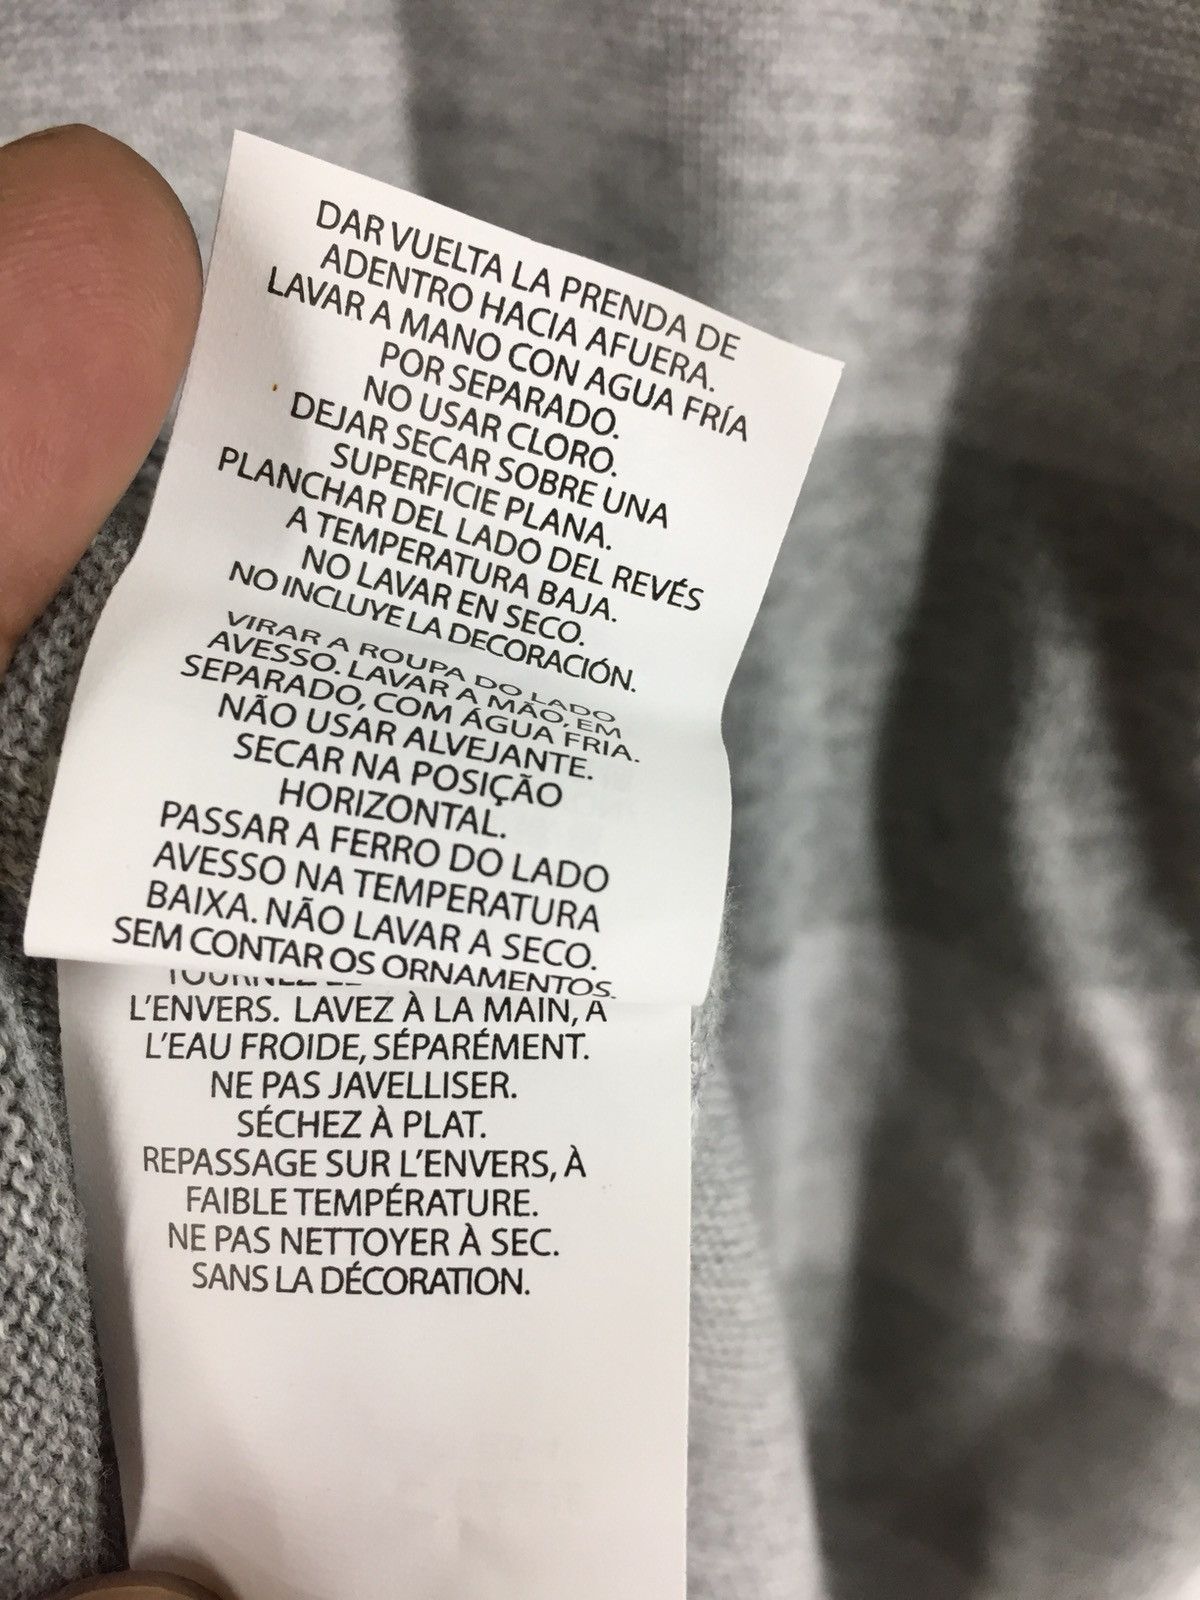 DAR VUELTA LA PRENDA DE
ADENTRO HACIA AFUERA.
LAVAR A MANO CON AGUA FRÍA
POR SEPARADO.
NO USAR CLORO.
DEJAR SECAR SOBRE UNA
SUPERFICIE PLANA.
PLANCHAR DEL LADO DEL REVÉS
A TEMPERATURA BAJA.
NO LAVAR EN SECO.
NO INCLUYE LA DECORACIÓN.
VIRAR A ROUPA DO LADO
AVESSO. LAVAR A MÃO, EM
SEPARADO, COM ÁGUA FRIA.
NÃO USAR ALVEJANTE.
SECAR NA POSIÇÃO
HORIZONTAL.
PASSAR A FERRO DO LADO
AVESSO NA TEMPERATURA
BAIXA. NÃO LAVAR A SECO.
SEM CONTAR OS ORNAMENTOS.
L'ENVERS. LAVEZ À LA MAIN, À
L'EAU FROIDE, SÉPARÉMENT.
NE PAS JAVELLISER.
SÉCHEZ À PLAT.
REPASSAGE SUR L'ENVERS, À
FAIBLE TEMPÉRATURE.
NE PAS NETTOYER À SEC.
SANS LA DÉCORATION.